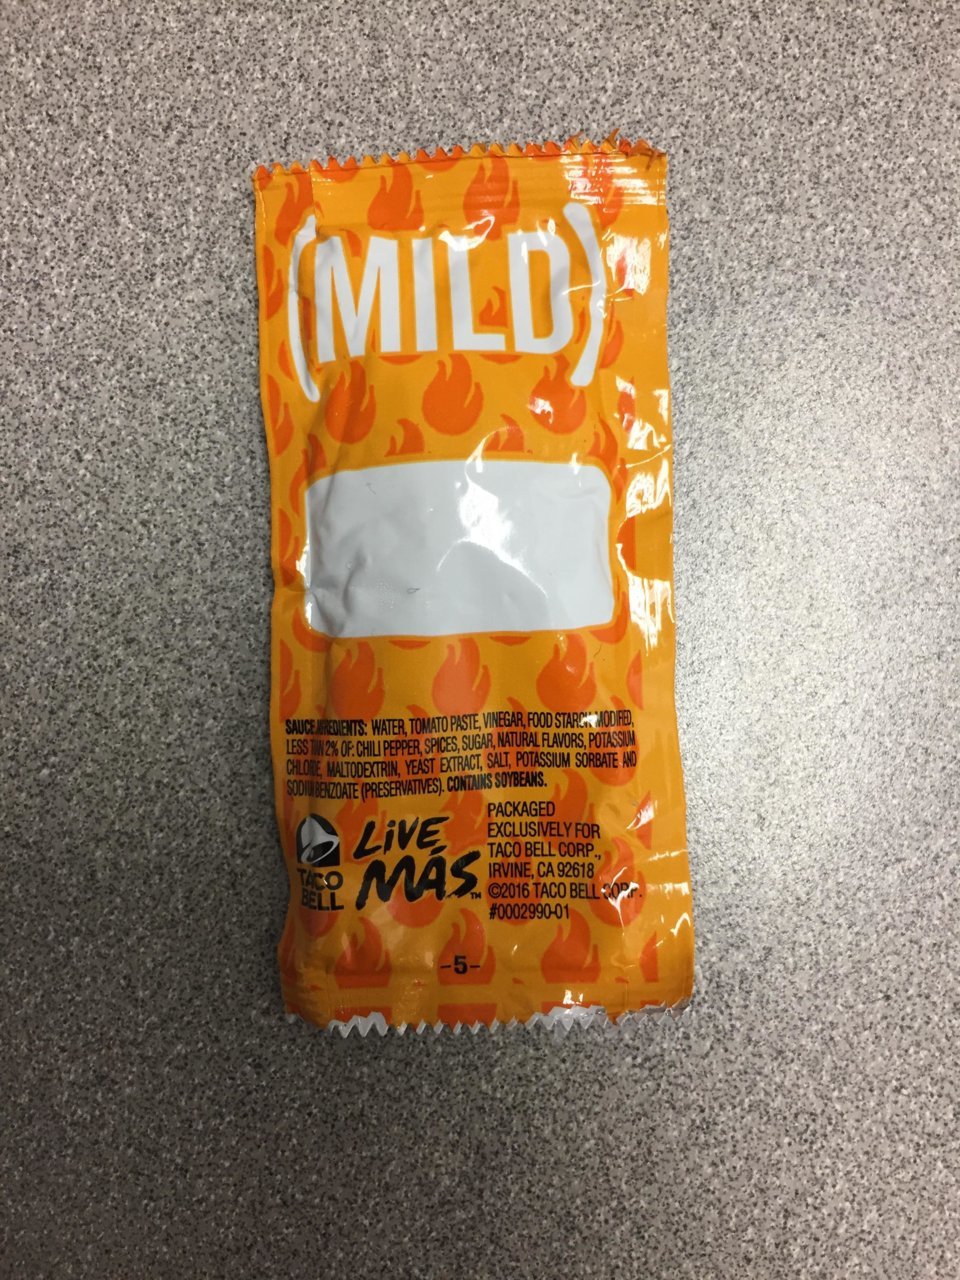 (MILD)
SAUCE INGREDIENTS: WATER, TOMATO PASTE, VINEGAR, FOOD STARCH-MODIFIED,
LESS THAN 2% OF: CHILI PEPPER, SPICES, SUGAR, NATURAL FLAVORS, POTASSIUM
CHLORIDE, MALTODEXTRIN, YEAST EXTRACT, SALT, POTASSIUM SORBATE AND
SODIUM BENZOATE (PRESERVATIVES). CONTAINS SOYBEANS.
TACO
BELL
LiVE
MÁS™
PACKAGED
EXCLUSIVELY FOR
TACO BELL CORP.,
IRVINE, CA 92618
©2016 TACO BELL CORP.
#0002990-01
-5-